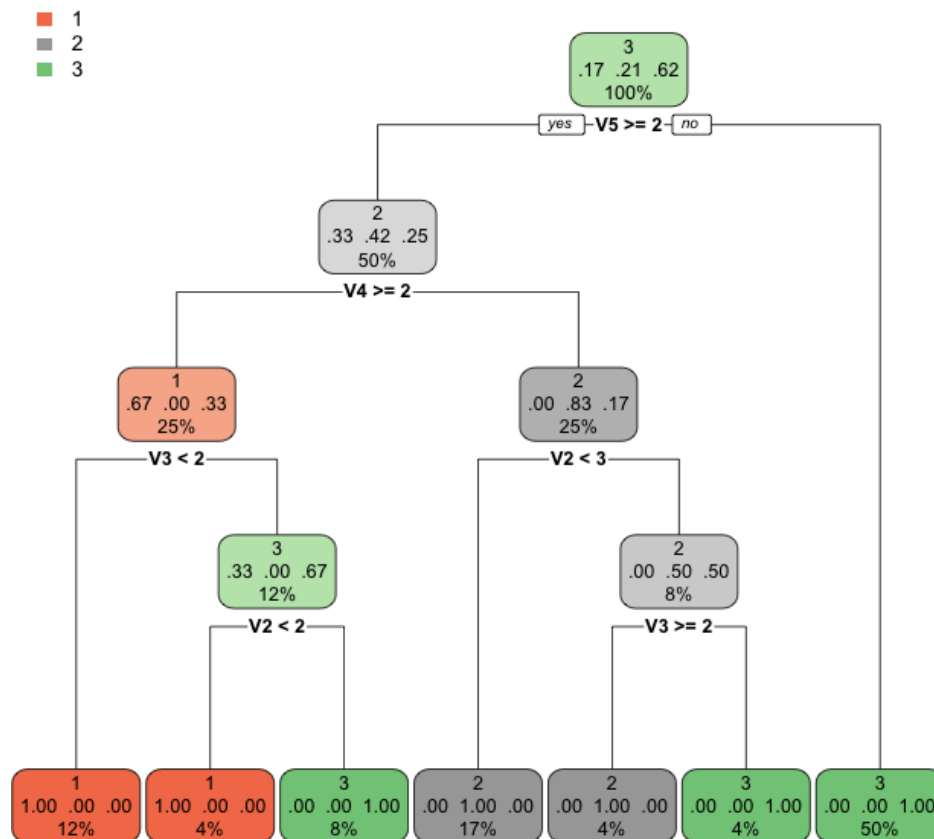 1
2
3
3
.17 .21 .62
100%
yes V5 >= 2 no
2
.33 .42 .25
50%
V4 >= 2
1
.67 .00 .33
25%
2
.00 .83 .17
25%
V3 < 2
V2 < 3
3
.33 .00 .67
12%
2
.00 .50 .50
8%
V2 < 2
V3 >= 2
1
1.00 .00 .00
12%
1
1.00 .00 .00
4%
3
.00 .00 1.00
8%
2
.00 1.00 .00
17%
2
.00 1.00 .00
4%
3
.00 .00 1.00
4%
3
.00 .00 1.00
50%